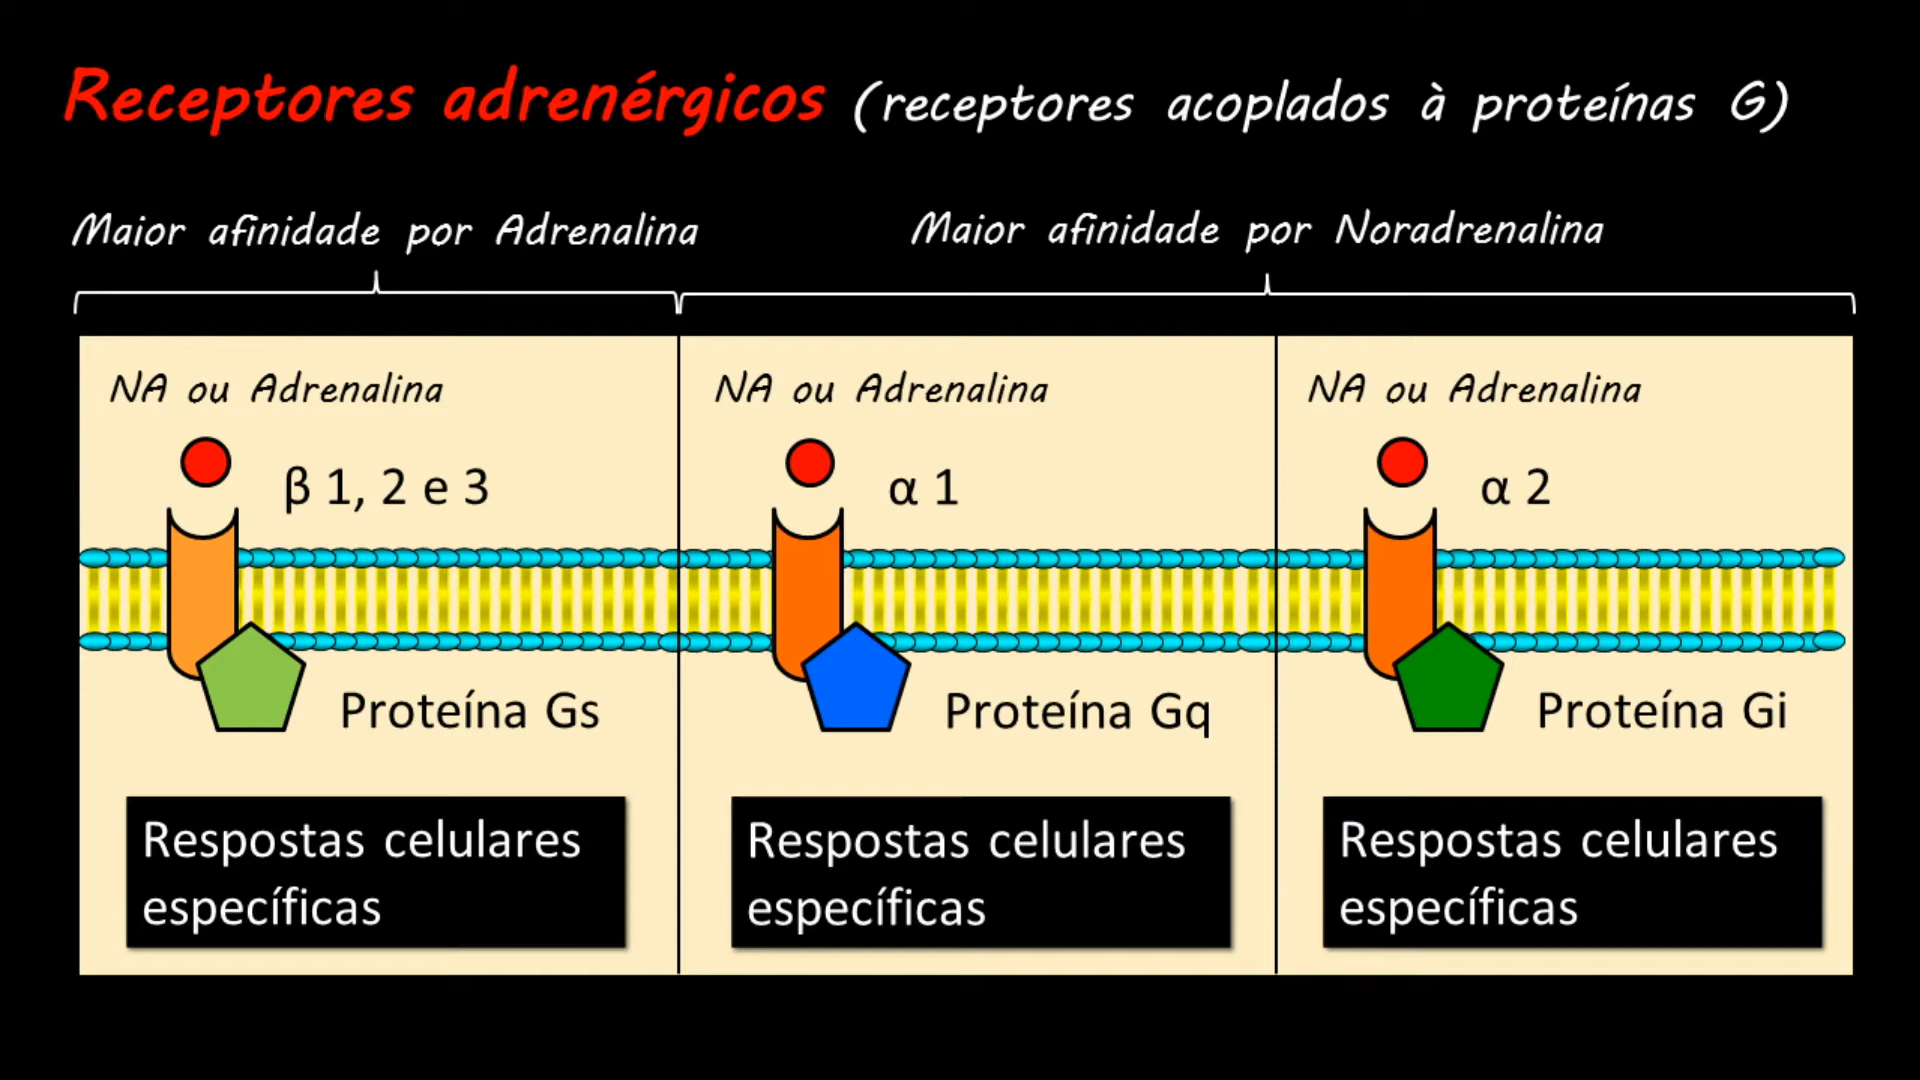 Receptores adrenérgicos (receptores acoplados à proteínas G)
Maior afinidade por Adrenalina
Maior afinidade por Noradrenalina
NA ou Adrenalina
β 1, 2 e 3
Proteína Gs
Respostas celulares
específicas
NA ou Adrenalina
α 1
Proteína Gq
Respostas celulares
específicas
NA ou Adrenalina
α 2
Proteína Gi
Respostas celulares
específicas